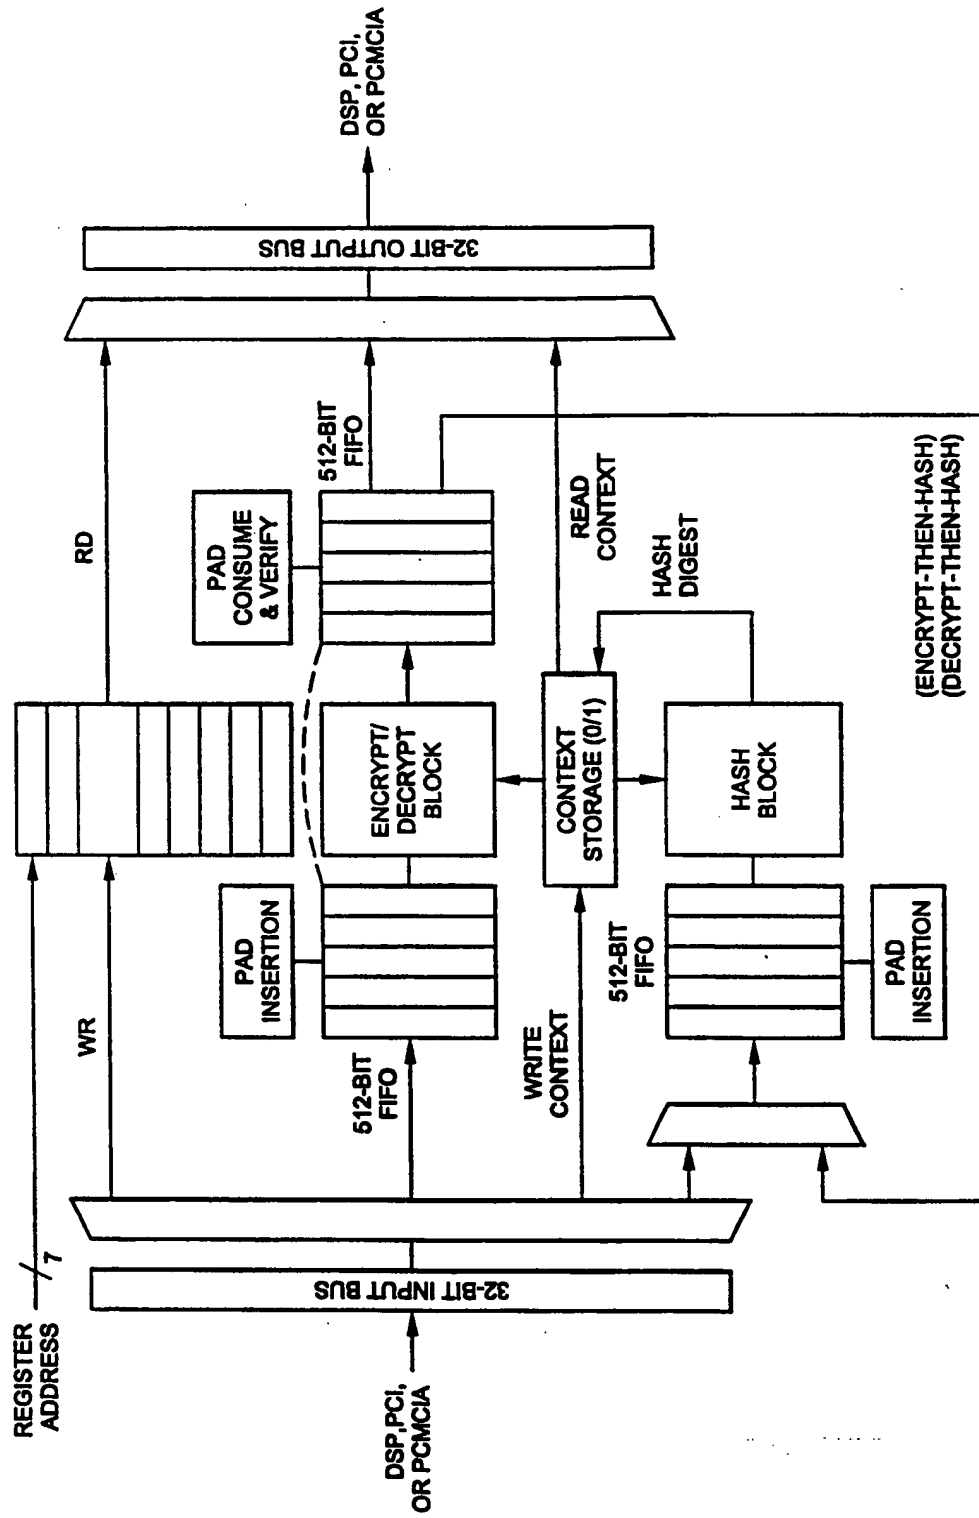 REGISTER
ADDRESS
7
DSP,PCI,
OR PCMCIA
32-BIT INPUT BUS
WR
RD
512-BIT
FIFO
PAD
INSERTION
ENCRYPT/
DECRYPT
BLOCK
PAD
CONSUME
& VERIFY
512-BIT
FIFO
WRITE
CONTEXT
CONTEXT
STORAGE (0/1)
READ
CONTEXT
HASH
DIGEST
512-BIT
FIFO
PAD
INSERTION
HASH
BLOCK
32-BIT OUTPUT BUS
DSP, PCI,
OR PCMCIA
(ENCRYPT-THEN-HASH)
(DECRYPT-THEN-HASH)